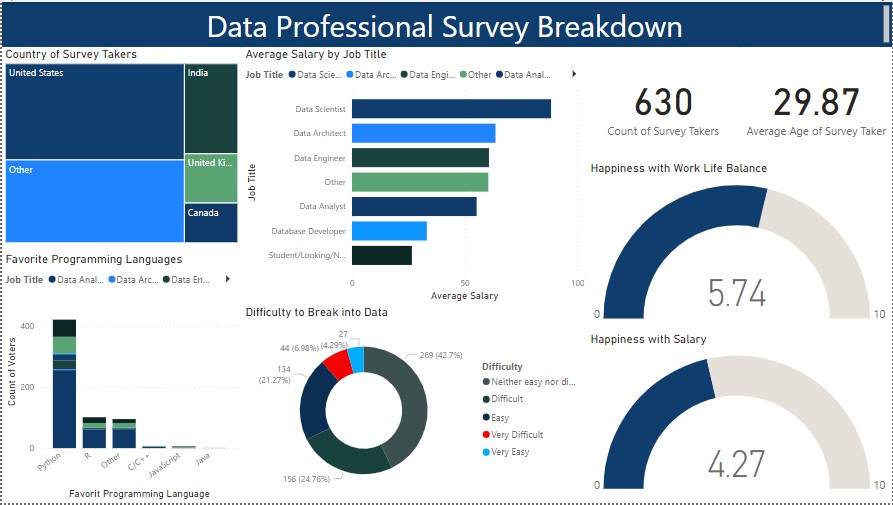 Data Professional Survey Breakdown
Country of Survey Takers
United States
India
Other
United Ki...
Canada
Average Salary by Job Title
Job Title Data Scie... Data Arc... Data Engi... Other Data Anal...
Job Title
Data Scientist
Data Architect
Data Engineer
Other
Data Analyst
Database Developer
Student/Looking/N...
0 50 100
Average Salary
630
Count of Survey Takers
29.87
Average Age of Survey Taker
Happiness with Work Life Balance
5.74
0 10
Favorite Programming Languages
Job Title Data Anal... Data Arc... Data En...
Count of Voters
400
200
0
Python R Other C/C++ JavaScript Java
Favorit Programming Language
Difficulty to Break into Data
27
(4.29%)
44 (6.98%)
134
(21.27%)
269 (42.7%)
156 (24.76%)
Difficulty
Neither easy nor di...
Difficult
Easy
Very Difficult
Very Easy
Happiness with Salary
4.27
0 10